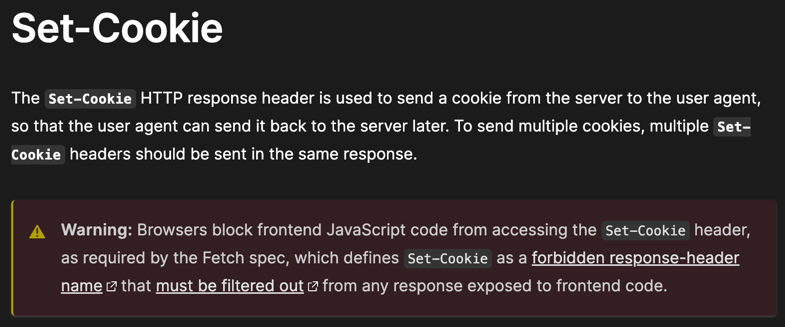 Set-Cookie
The Set-Cookie HTTP response header is used to send a cookie from the server to the user agent,
so that the user agent can send it back to the server later. To send multiple cookies, multiple Set-
Cookie headers should be sent in the same response.
Warning: Browsers block frontend JavaScript code from accessing the Set-Cookie header,
as required by the Fetch spec, which defines Set-Cookie as a forbidden response-header
name that must be filtered out from any response exposed to frontend code.